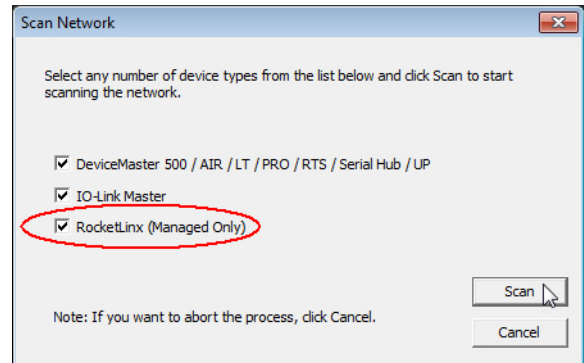 Scan Network
Select any number of device types from the list below and click Scan to start
scanning the network.
DeviceMaster 500 / AIR / LT / PRO / RTS / Serial Hub / UP
IO-Link Master
RocketLinx (Managed Only)
Scan
Note: If you want to abort the process, click Cancel.
Cancel